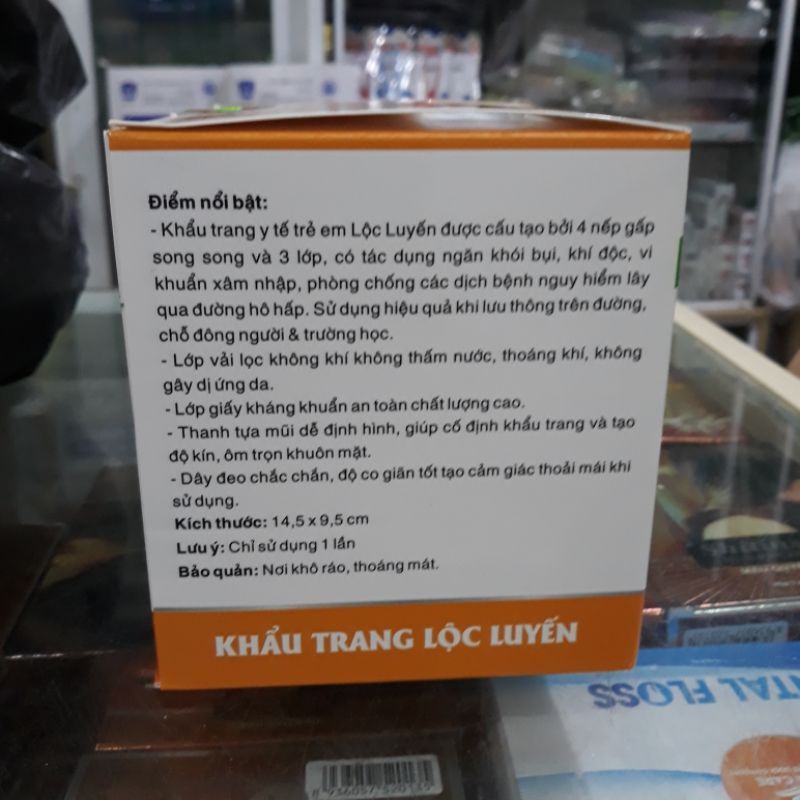 Điểm nổi bật:
- Khẩu trang y tế trẻ em Lộc Luyến được cấu tạo bởi 4 nếp gấp
song song và 3 lớp, có tác dụng ngăn khói bụi, khí độc, vi
khuẩn xâm nhập, phòng chống các dịch bệnh nguy hiểm lây
qua đường hô hấp. Sử dụng hiệu quả khi lưu thông trên đường,
chỗ đông người & trường học.
- Lớp vải lọc không khí không thấm nước, thoáng khí, không
gây dị ứng da.
- Lớp giấy kháng khuẩn an toàn chất lượng cao.
- Thanh tựa mũi dễ định hình, giúp cố định khẩu trang và tạo
độ kín, ôm trọn khuôn mặt.
- Dây đeo chắc chắn, độ co giãn tốt tạo cảm giác thoải mái khi
sử dụng.
Kích thước: 14,5 x 9,5 cm
Lưu ý: Chỉ sử dụng 1 lần
Bảo quản: Nơi khô ráo, thoáng mát.
KHẨU TRANG LỘC LUYẾN
TAL FLOSS